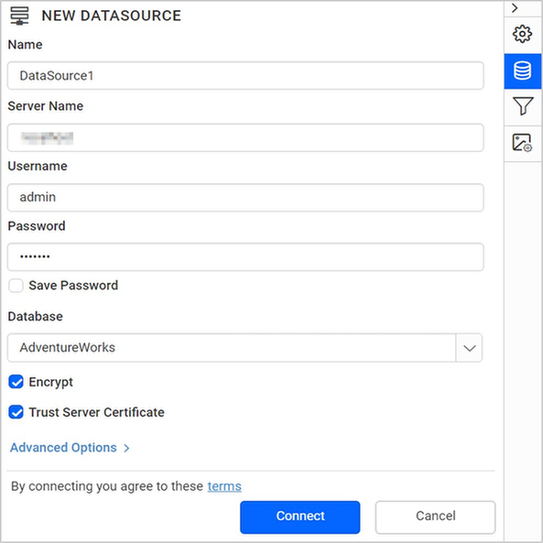 NEW DATASOURCE
Name
DataSource1
Server Name
Username
admin
Password
•••••••
Save Password
Database
AdventureWorks
Encrypt
Trust Server Certificate
Advanced Options >
By connecting you agree to these terms
Connect
Cancel